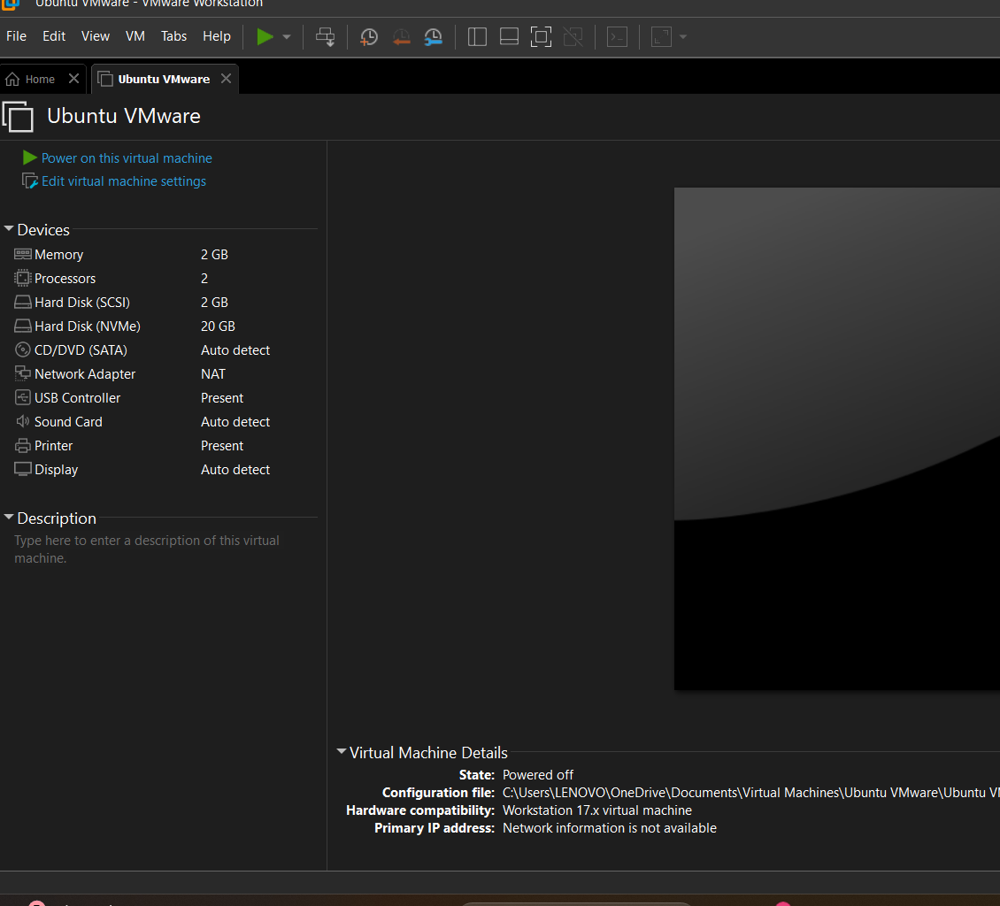 Ubuntu VMware - VMware Workstation
File Edit View VM Tabs Help
Home Ubuntu VMware
Ubuntu VMware
Power on this virtual machine
Edit virtual machine settings
Devices
Memory 2 GB
Processors 2
Hard Disk (SCSI) 2 GB
Hard Disk (NVMe) 20 GB
CD/DVD (SATA) Auto detect
Network Adapter NAT
USB Controller Present
Sound Card Auto detect
Printer Present
Display Auto detect
Description
Type here to enter a description of this virtual
machine.
Virtual Machine Details
State: Powered off
Configuration file: C:\Users\LENOVO\OneDrive\Documents\Virtual Machines\Ubuntu VMware\Ubuntu
Hardware compatibility: Workstation 17.x virtual machine
Primary IP address: Network information is not available